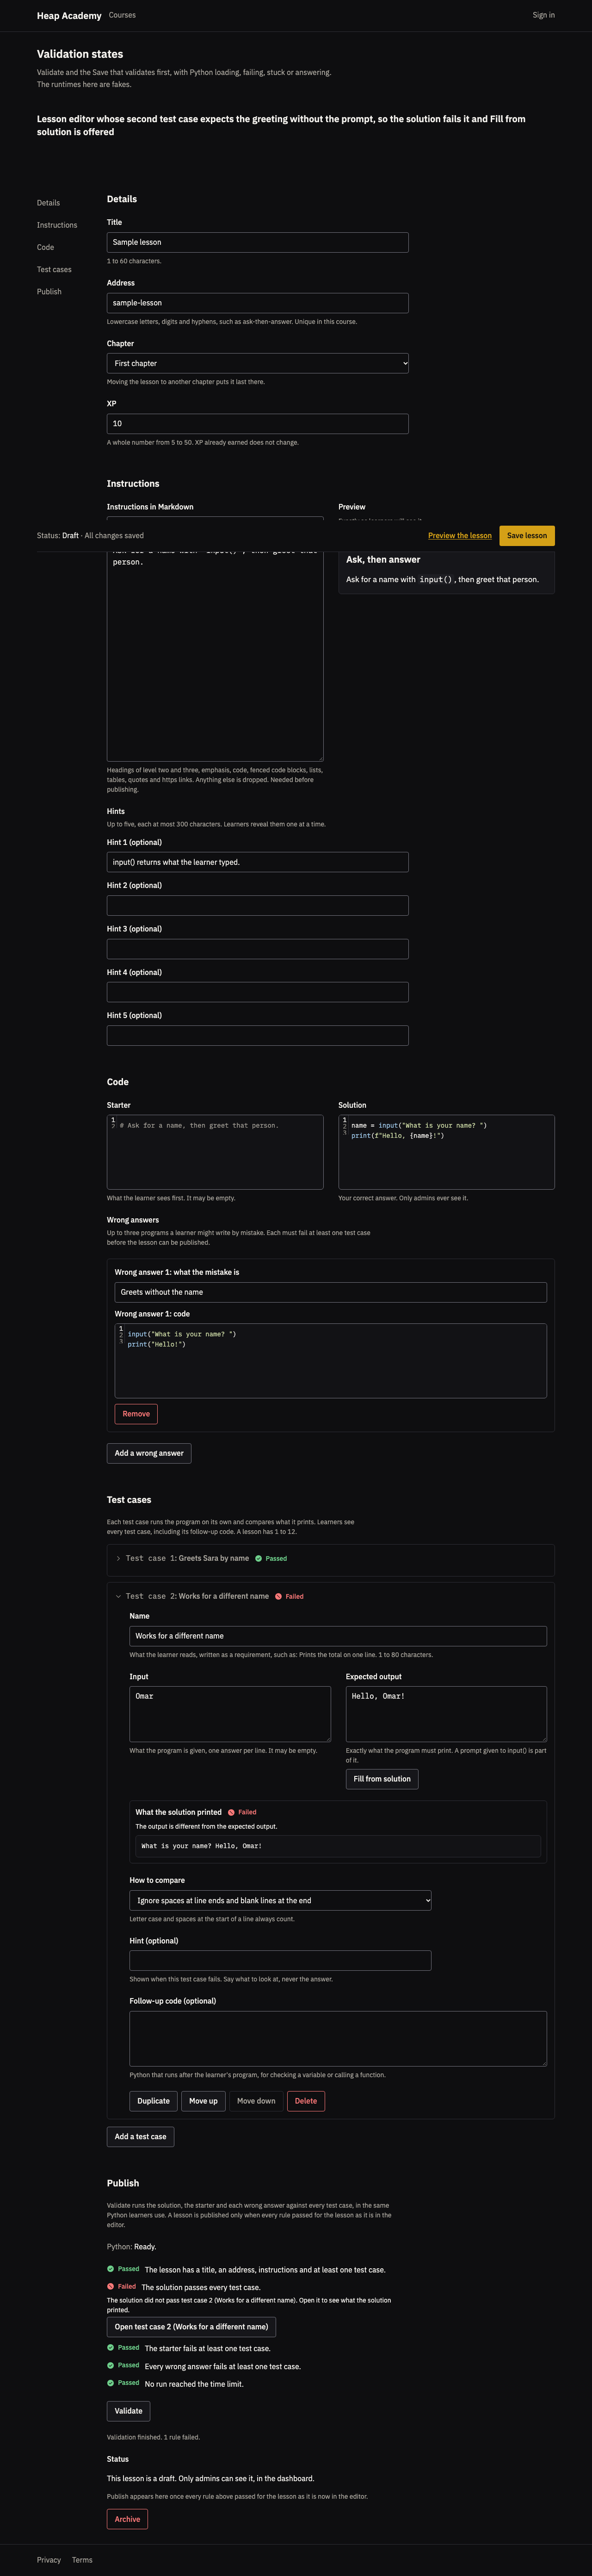 Heap Academy
Courses
Sign in
Validation states
Validate and the Save that validates first, with Python loading, failing, stuck or answering.
The runtimes here are fakes.
Lesson editor whose second test case expects the greeting without the prompt, so the solution fails it and Fill from
solution is offered
Details
Instructions
Code
Test cases
Publish
Details
Title
Sample lesson
1 to 60 characters.
Address
sample-lesson
Lowercase letters, digits and hyphens, such as ask-then-answer. Unique in this course.
Chapter
First chapter
Moving the lesson to another chapter puts it last there.
XP
10
A whole number from 5 to 50. XP already earned does not change.
Instructions
Instructions in Markdown
Preview
Status: Draft · All changes saved
Preview the lesson
Save lesson
person.
Ask, then answer
Ask for a name with input(), then greet that person.
Headings of level two and three, emphasis, code, fenced code blocks, lists,
tables, quotes and https links. Anything else is dropped. Needed before
publishing.
Hints
Up to five, each at most 300 characters. Learners reveal them one at a time.
Hint 1 (optional)
input() returns what the learner typed.
Hint 2 (optional)
Hint 3 (optional)
Hint 4 (optional)
Hint 5 (optional)
Code
Starter
1
2
# Ask for a name, then greet that person.
What the learner sees first. It may be empty.
Solution
1
2
3
name = input("What is your name? ")
print(f"Hello, {name}!")
Your correct answer. Only admins ever see it.
Wrong answers
Up to three programs a learner might write by mistake. Each must fail at least one test case
before the lesson can be published.
Wrong answer 1: what the mistake is
Greets without the name
Wrong answer 1: code
1
2
3
input("What is your name? ")
print("Hello!")
Remove
Add a wrong answer
Test cases
Each test case runs the program on its own and compares what it prints. Learners see
every test case, including its follow-up code. A lesson has 1 to 12.
Test case 1: Greets Sara by name Passed
Test case 2: Works for a different name Failed
Name
Works for a different name
What the learner reads, written as a requirement, such as: Prints the total on one line. 1 to 80 characters.
Input
Omar
What the program is given, one answer per line. It may be empty.
Expected output
Hello, Omar!
Exactly what the program must print. A prompt given to input() is part
of it.
Fill from solution
What the solution printed Failed
The output is different from the expected output.
What is your name? Hello, Omar!
How to compare
Ignore spaces at line ends and blank lines at the end
Letter case and spaces at the start of a line always count.
Hint (optional)
Shown when this test case fails. Say what to look at, never the answer.
Follow-up code (optional)
Python that runs after the learner's program, for checking a variable or calling a function.
Duplicate
Move up
Move down
Delete
Add a test case
Publish
Validate runs the solution, the starter and each wrong answer against every test case, in the same
Python learners use. A lesson is published only when every rule passed for the lesson as it is in the
editor.
Python: Ready.
Passed The lesson has a title, an address, instructions and at least one test case.
Failed The solution passes every test case.
The solution did not pass test case 2 (Works for a different name). Open it to see what the solution
printed.
Open test case 2 (Works for a different name)
Passed The starter fails at least one test case.
Passed Every wrong answer fails at least one test case.
Passed No run reached the time limit.
Validate
Validation finished. 1 rule failed.
Status
This lesson is a draft. Only admins can see it, in the dashboard.
Publish appears here once every rule above passed for the lesson as it is now in the editor.
Archive
Privacy
Terms